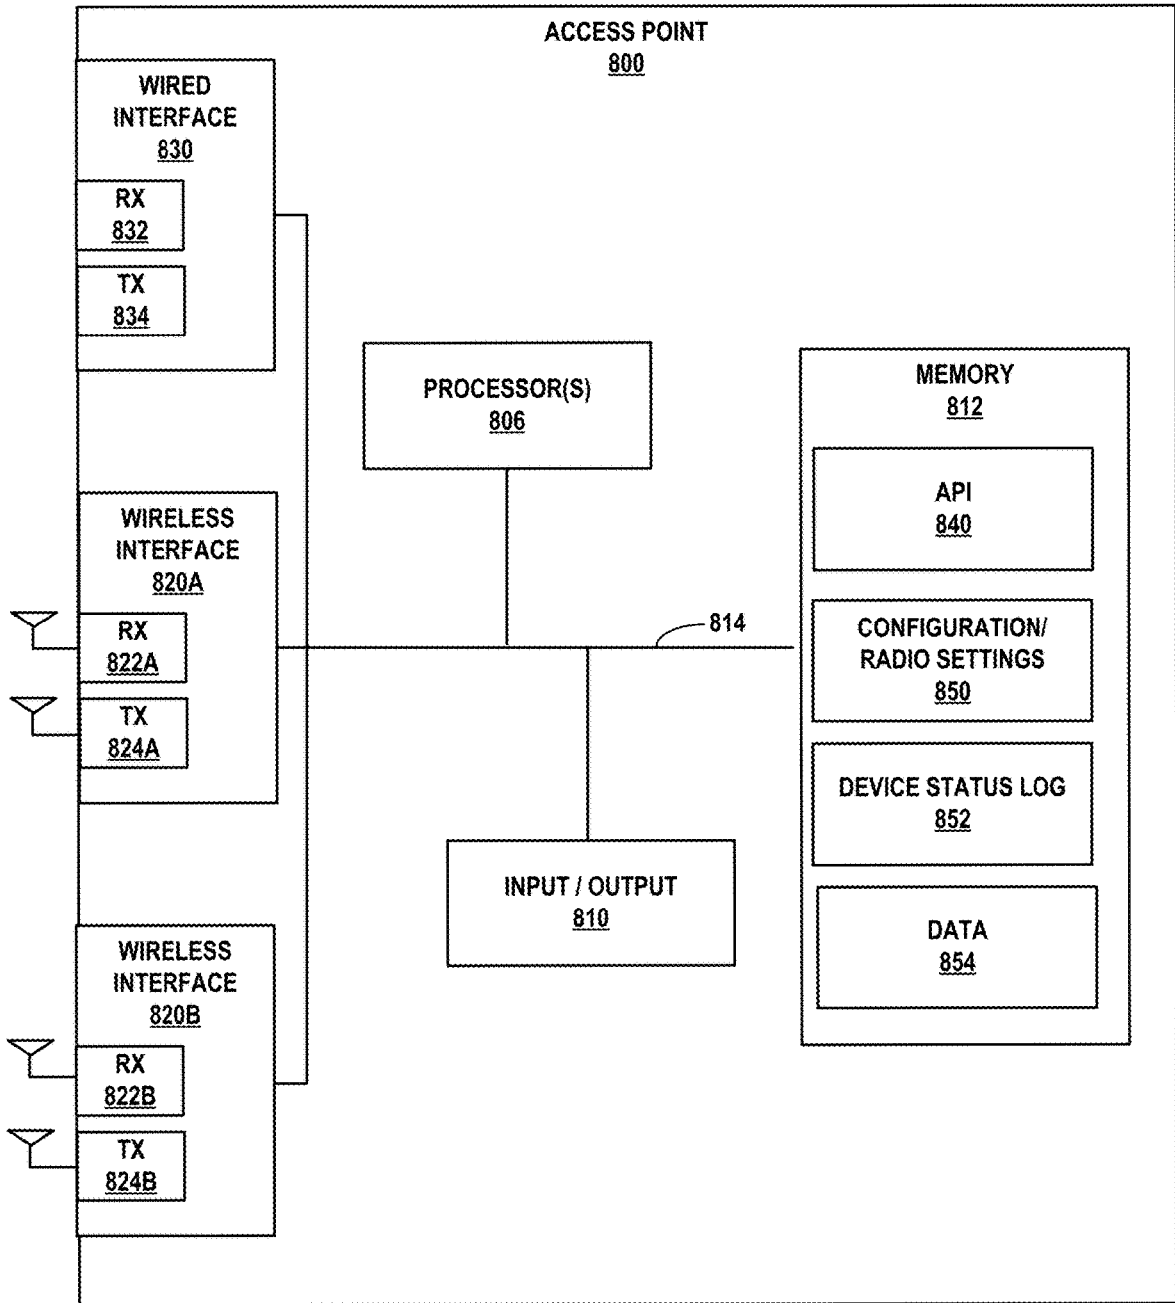 ACCESS POINT
800
WIRED
INTERFACE
830
RX
832
TX
834
PROCESSOR(S)
806
MEMORY
812
API
840
CONFIGURATION/
RADIO SETTINGS
850
DEVICE STATUS LOG
852
DATA
854
WIRELESS
INTERFACE
820A
RX
822A
TX
824A
814
INPUT / OUTPUT
810
WIRELESS
INTERFACE
820B
RX
822B
TX
824B